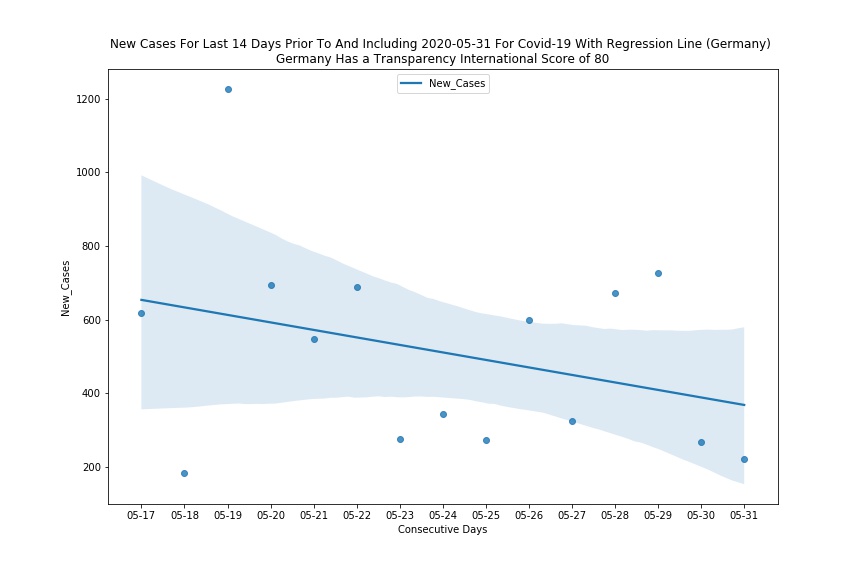 New Cases For Last 14 Days Prior To And Including 2020-05-31 For Covid-19 With Regression Line (Germany)
Germany Has a Transparency International Score of 80
New_Cases
1200
1000
800
600
400
200
New_Cases
05-17 05-18 05-19 05-20 05-21 05-22 05-23 05-24 05-25 05-26 05-27 05-28 05-29 05-30 05-31
Consecutive Days